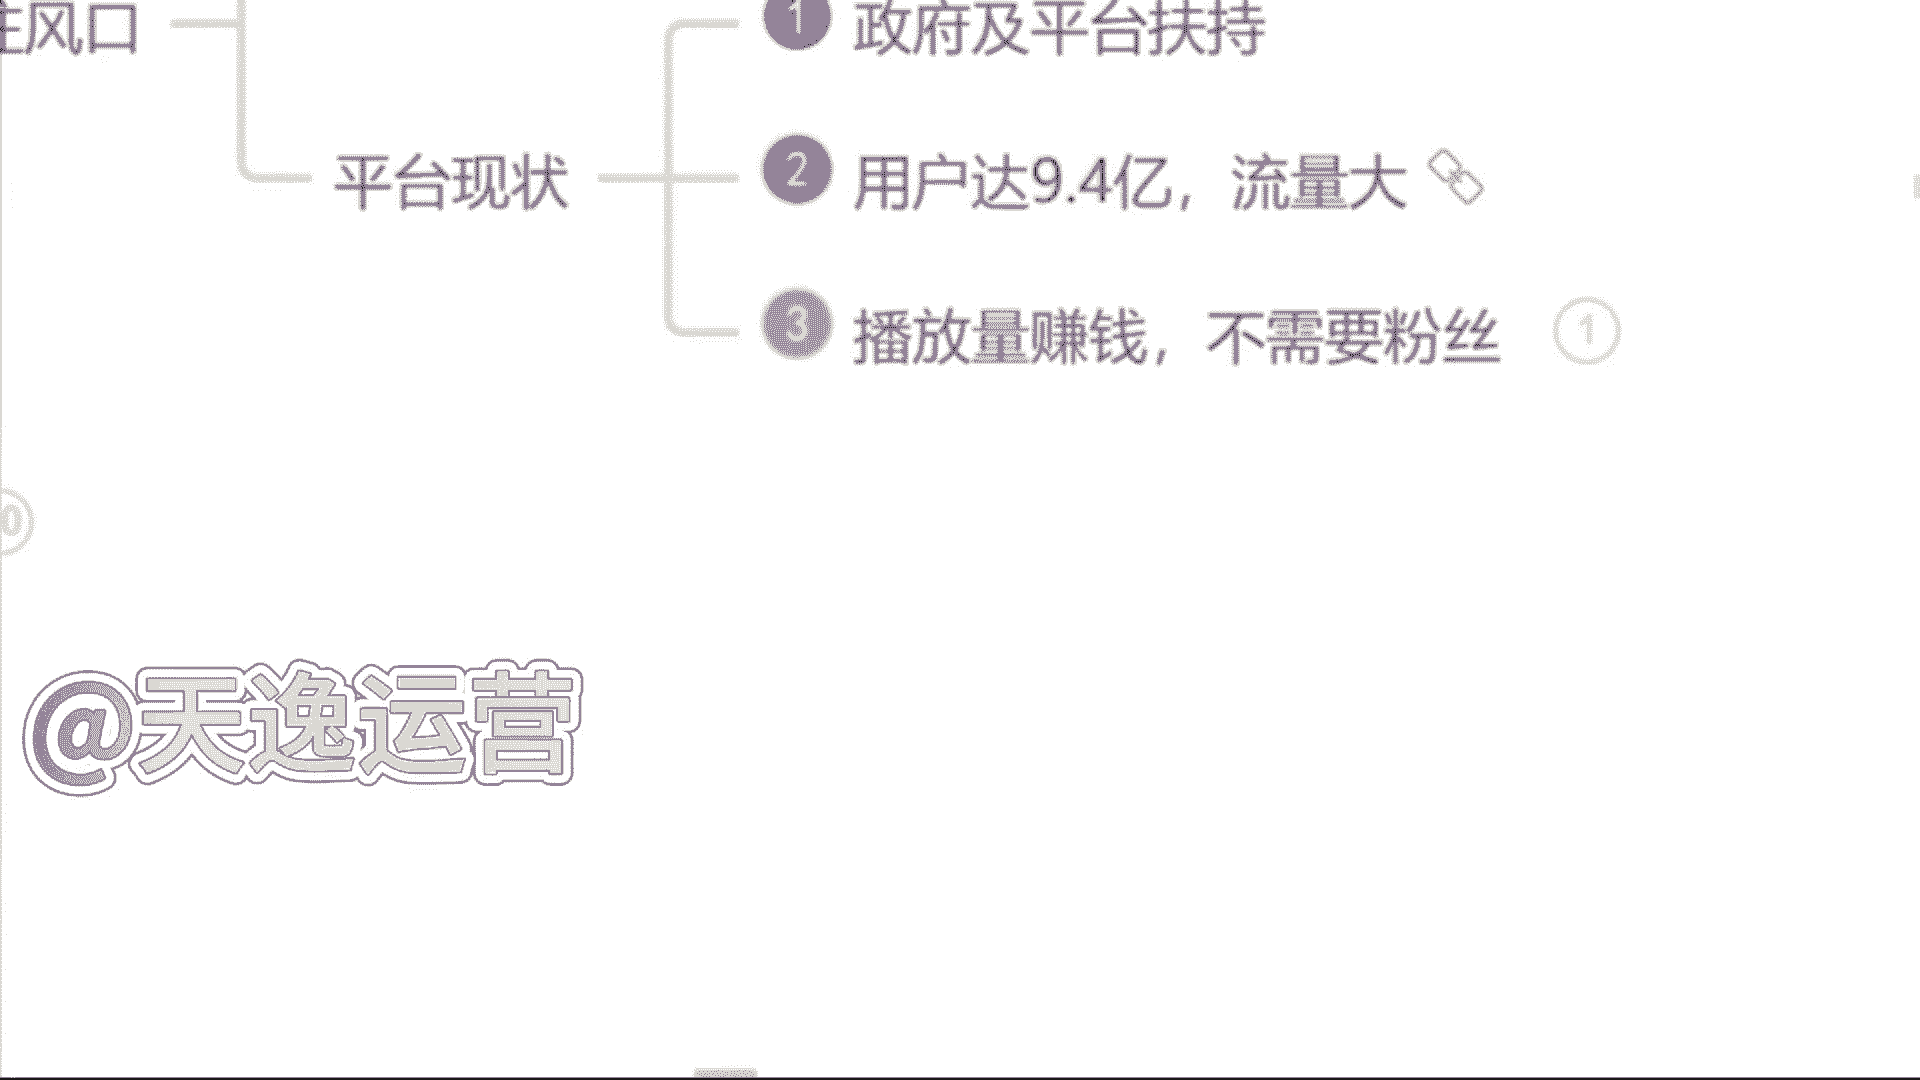 风口
1 政府及平台扶持
平台现状
2 用户达9.4亿，流量大
3 播放量赚钱，不需要粉丝 1
@天逸运营